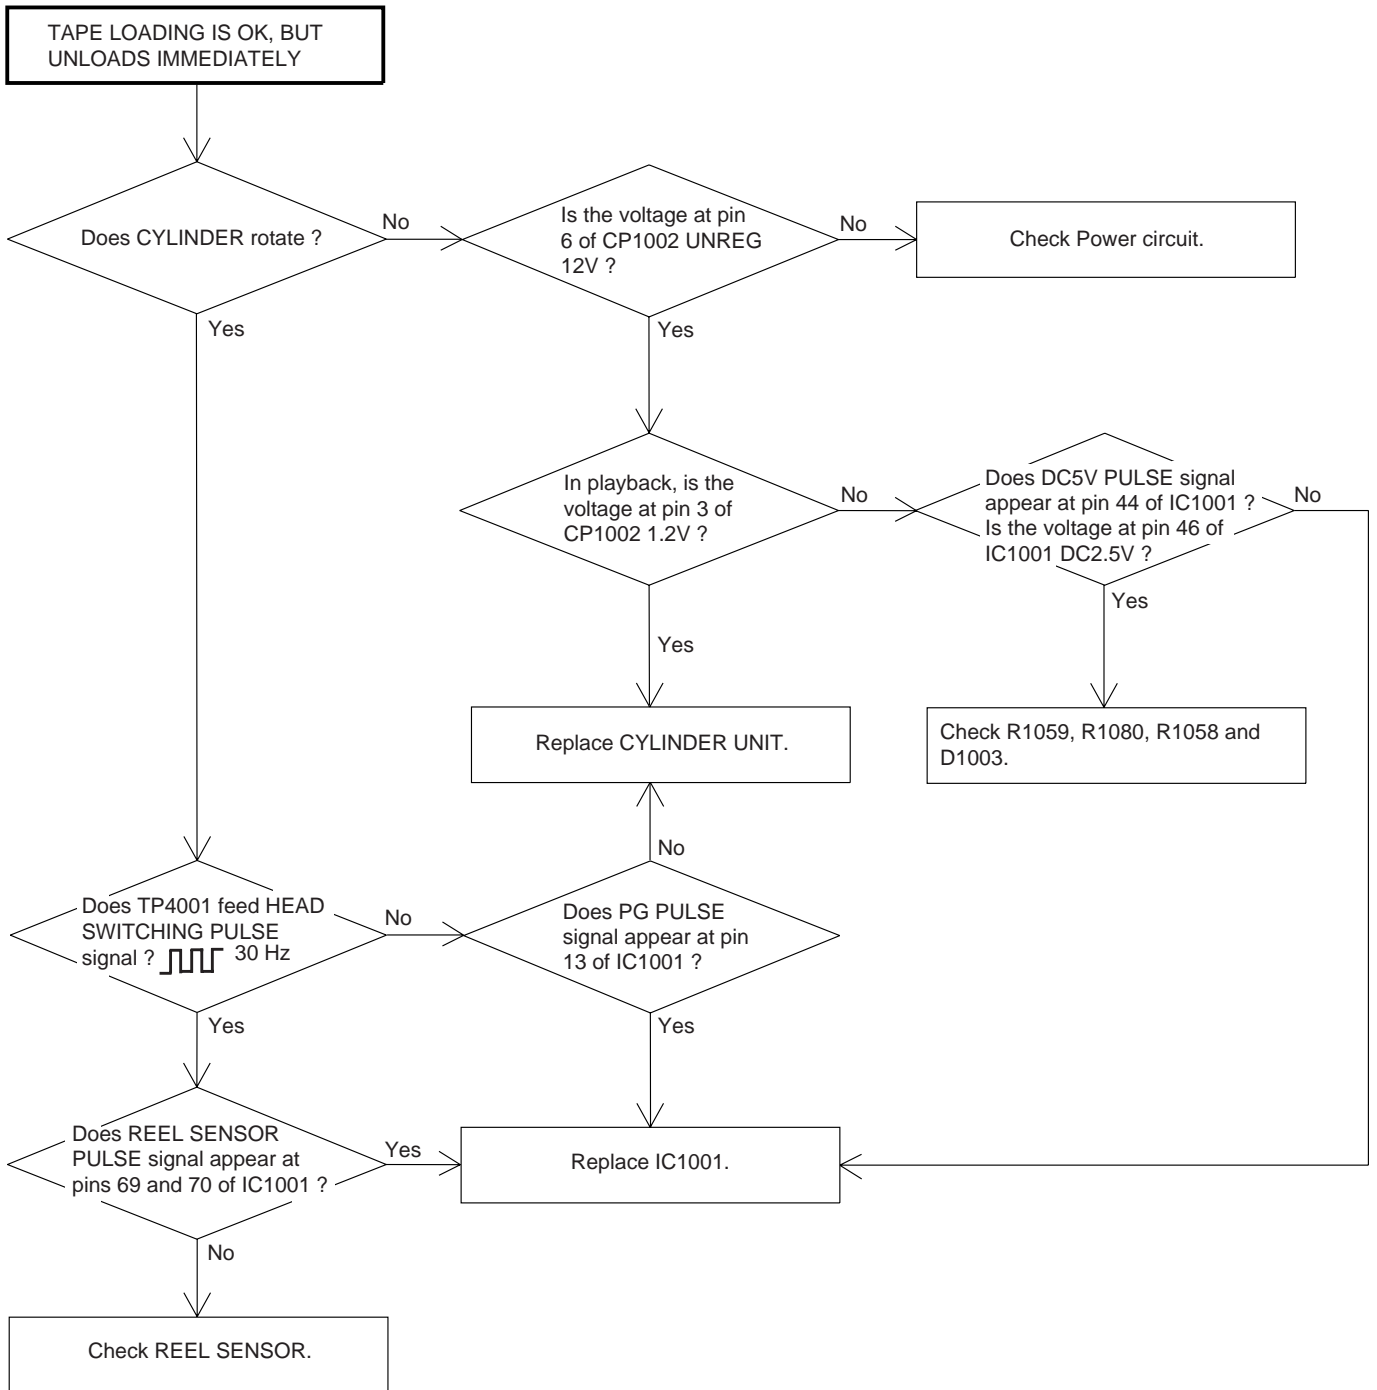 TAPE LOADING IS OK, BUT
UNLOADS IMMEDIATELY
Does CYLINDER rotate ?
No
Is the voltage at pin
6 of CP1002 UNREG
12V ?
No
Check Power circuit.
Yes
Yes
In playback, is the
voltage at pin 3 of
CP1002 1.2V ?
No
Does DC5V PULSE signal
appear at pin 44 of IC1001 ?
Is the voltage at pin 46 of
IC1001 DC2.5V ?
No
Yes
Yes
Replace CYLINDER UNIT.
Check R1059, R1080, R1058 and
D1003.
No
Does TP4001 feed HEAD
SWITCHING PULSE
signal ? 30 Hz
No
Does PG PULSE
signal appear at pin
13 of IC1001 ?
Yes
Yes
Does REEL SENSOR
PULSE signal appear at
pins 69 and 70 of IC1001 ?
Yes
Replace IC1001.
No
Check REEL SENSOR.